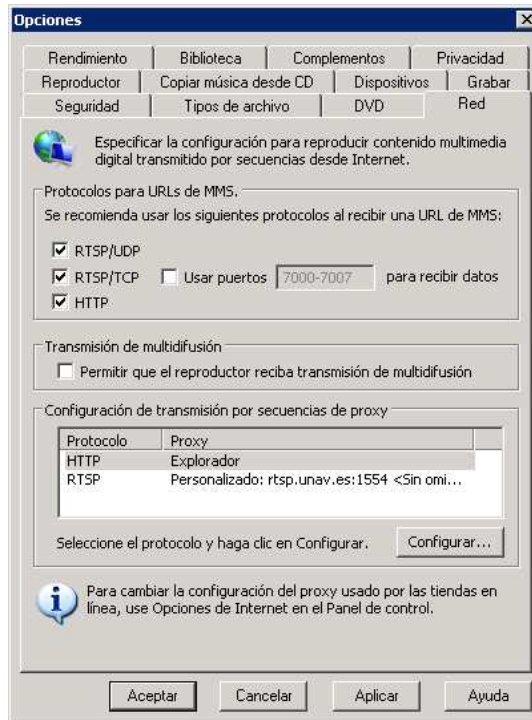 Opciones
Rendimiento Biblioteca Complementos Privacidad
Reproductor Copiar música desde CD Dispositivos Grabar
Seguridad Tipos de archivo DVD Red
Especificar la configuración para reproducir contenido multimedia
digital transmitido por secuencias desde Internet.
Protocolos para URLs de MMS.
Se recomienda usar los siguientes protocolos al recibir una URL de MMS:
RTSP/UDP
RTSP/TCP Usar puertos 7000-7007 para recibir datos
HTTP
Transmisión de multidifusión
Permitir que el reproductor reciba transmisión de multidifusión
Configuración de transmisión por secuencias de proxy
Protocolo Proxy
HTTP Explorador
RTSP Personalizado: rtsp.unav.es:1554 <Sin omi...
Seleccione el protocolo y haga clic en Configurar. Configurar...
Para cambiar la configuración del proxy usado por las tiendas en
línea, use Opciones de Internet en el Panel de control.
Aceptar Cancelar Aplicar Ayuda